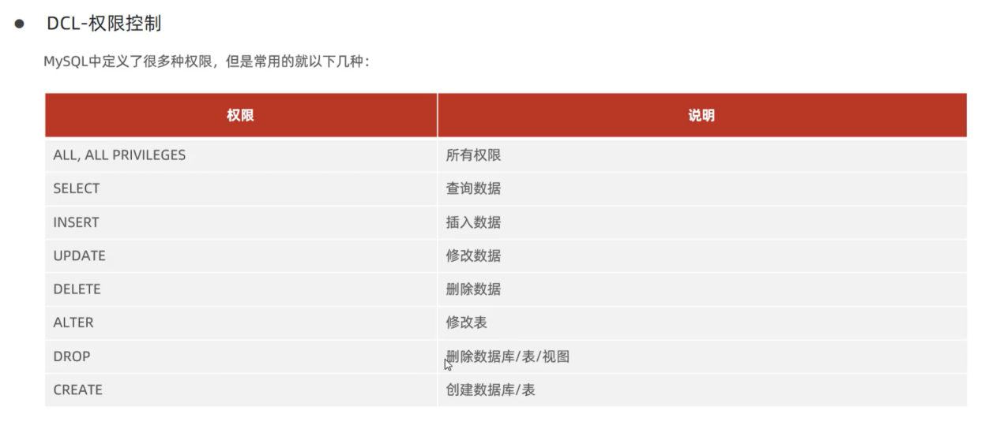 DCL-权限控制
MySQL中定义了很多种权限，但是常用的就以下几种：
权限 说明
ALL, ALL PRIVILEGES 所有权限
SELECT 查询数据
INSERT 插入数据
UPDATE 修改数据
DELETE 删除数据
ALTER 修改表
DROP 删除数据库/表/视图
CREATE 创建数据库/表